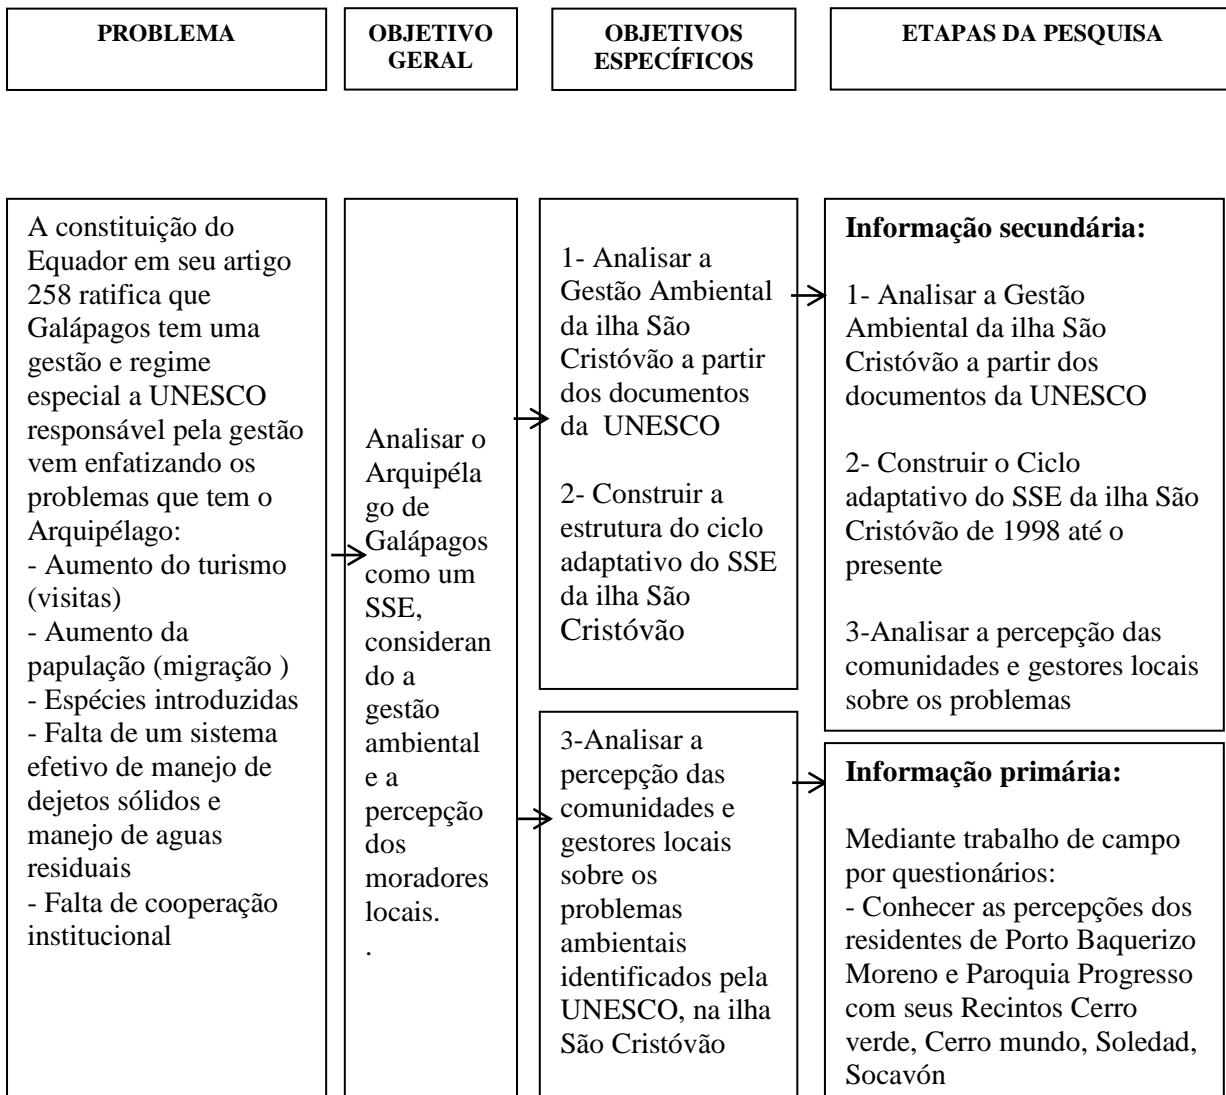 PROBLEMA
OBJETIVO
GERAL
OBJETIVOS
ESPECÍFICOS
ETAPAS DA PESQUISA
A constituição do
Equador em seu artigo
258 ratifica que
Galápagos tem uma
gestão e regime
especial a UNESCO
responsável pela gestão
vem enfatizando os
problemas que tem o
Arquipélago:
- Aumento do turismo
(visitas)
- Aumento da
papulação (migração )
- Espécies introduzidas
- Falta de um sistema
efetivo de manejo de
dejetos sólidos e
manejo de aguas
residuais
- Falta de cooperação
institucional
Analisar o
Arquipéla
go de
Galápagos
como um
SSE,
consideran
do a
gestão
ambiental
e a
percepção
dos
moradores
locais.
.
1- Analisar a
Gestão Ambiental
da ilha São
Cristóvão a partir
dos documentos
da UNESCO
2- Construir a
estrutura do ciclo
adaptativo do SSE
da ilha São
Cristóvão
3-Analisar a
percepção das
comunidades e
gestores locais
sobre os
problemas
ambientais
identificados pela
UNESCO, na ilha
São Cristóvão
Informação secundária:
1- Analisar a Gestão
Ambiental da ilha São
Cristóvão a partir dos
documentos da UNESCO
2- Construir o Ciclo
adaptativo do SSE da ilha São
Cristóvão de 1998 até o
presente
3-Analisar a percepção das
comunidades e gestores locais
sobre os problemas
Informação primária:
Mediante trabalho de campo
por questionários:
- Conhecer as percepções dos
residentes de Porto Baquerizo
Moreno e Paroquia Progresso
com seus Recintos Cerro
verde, Cerro mundo, Soledad,
Socavón